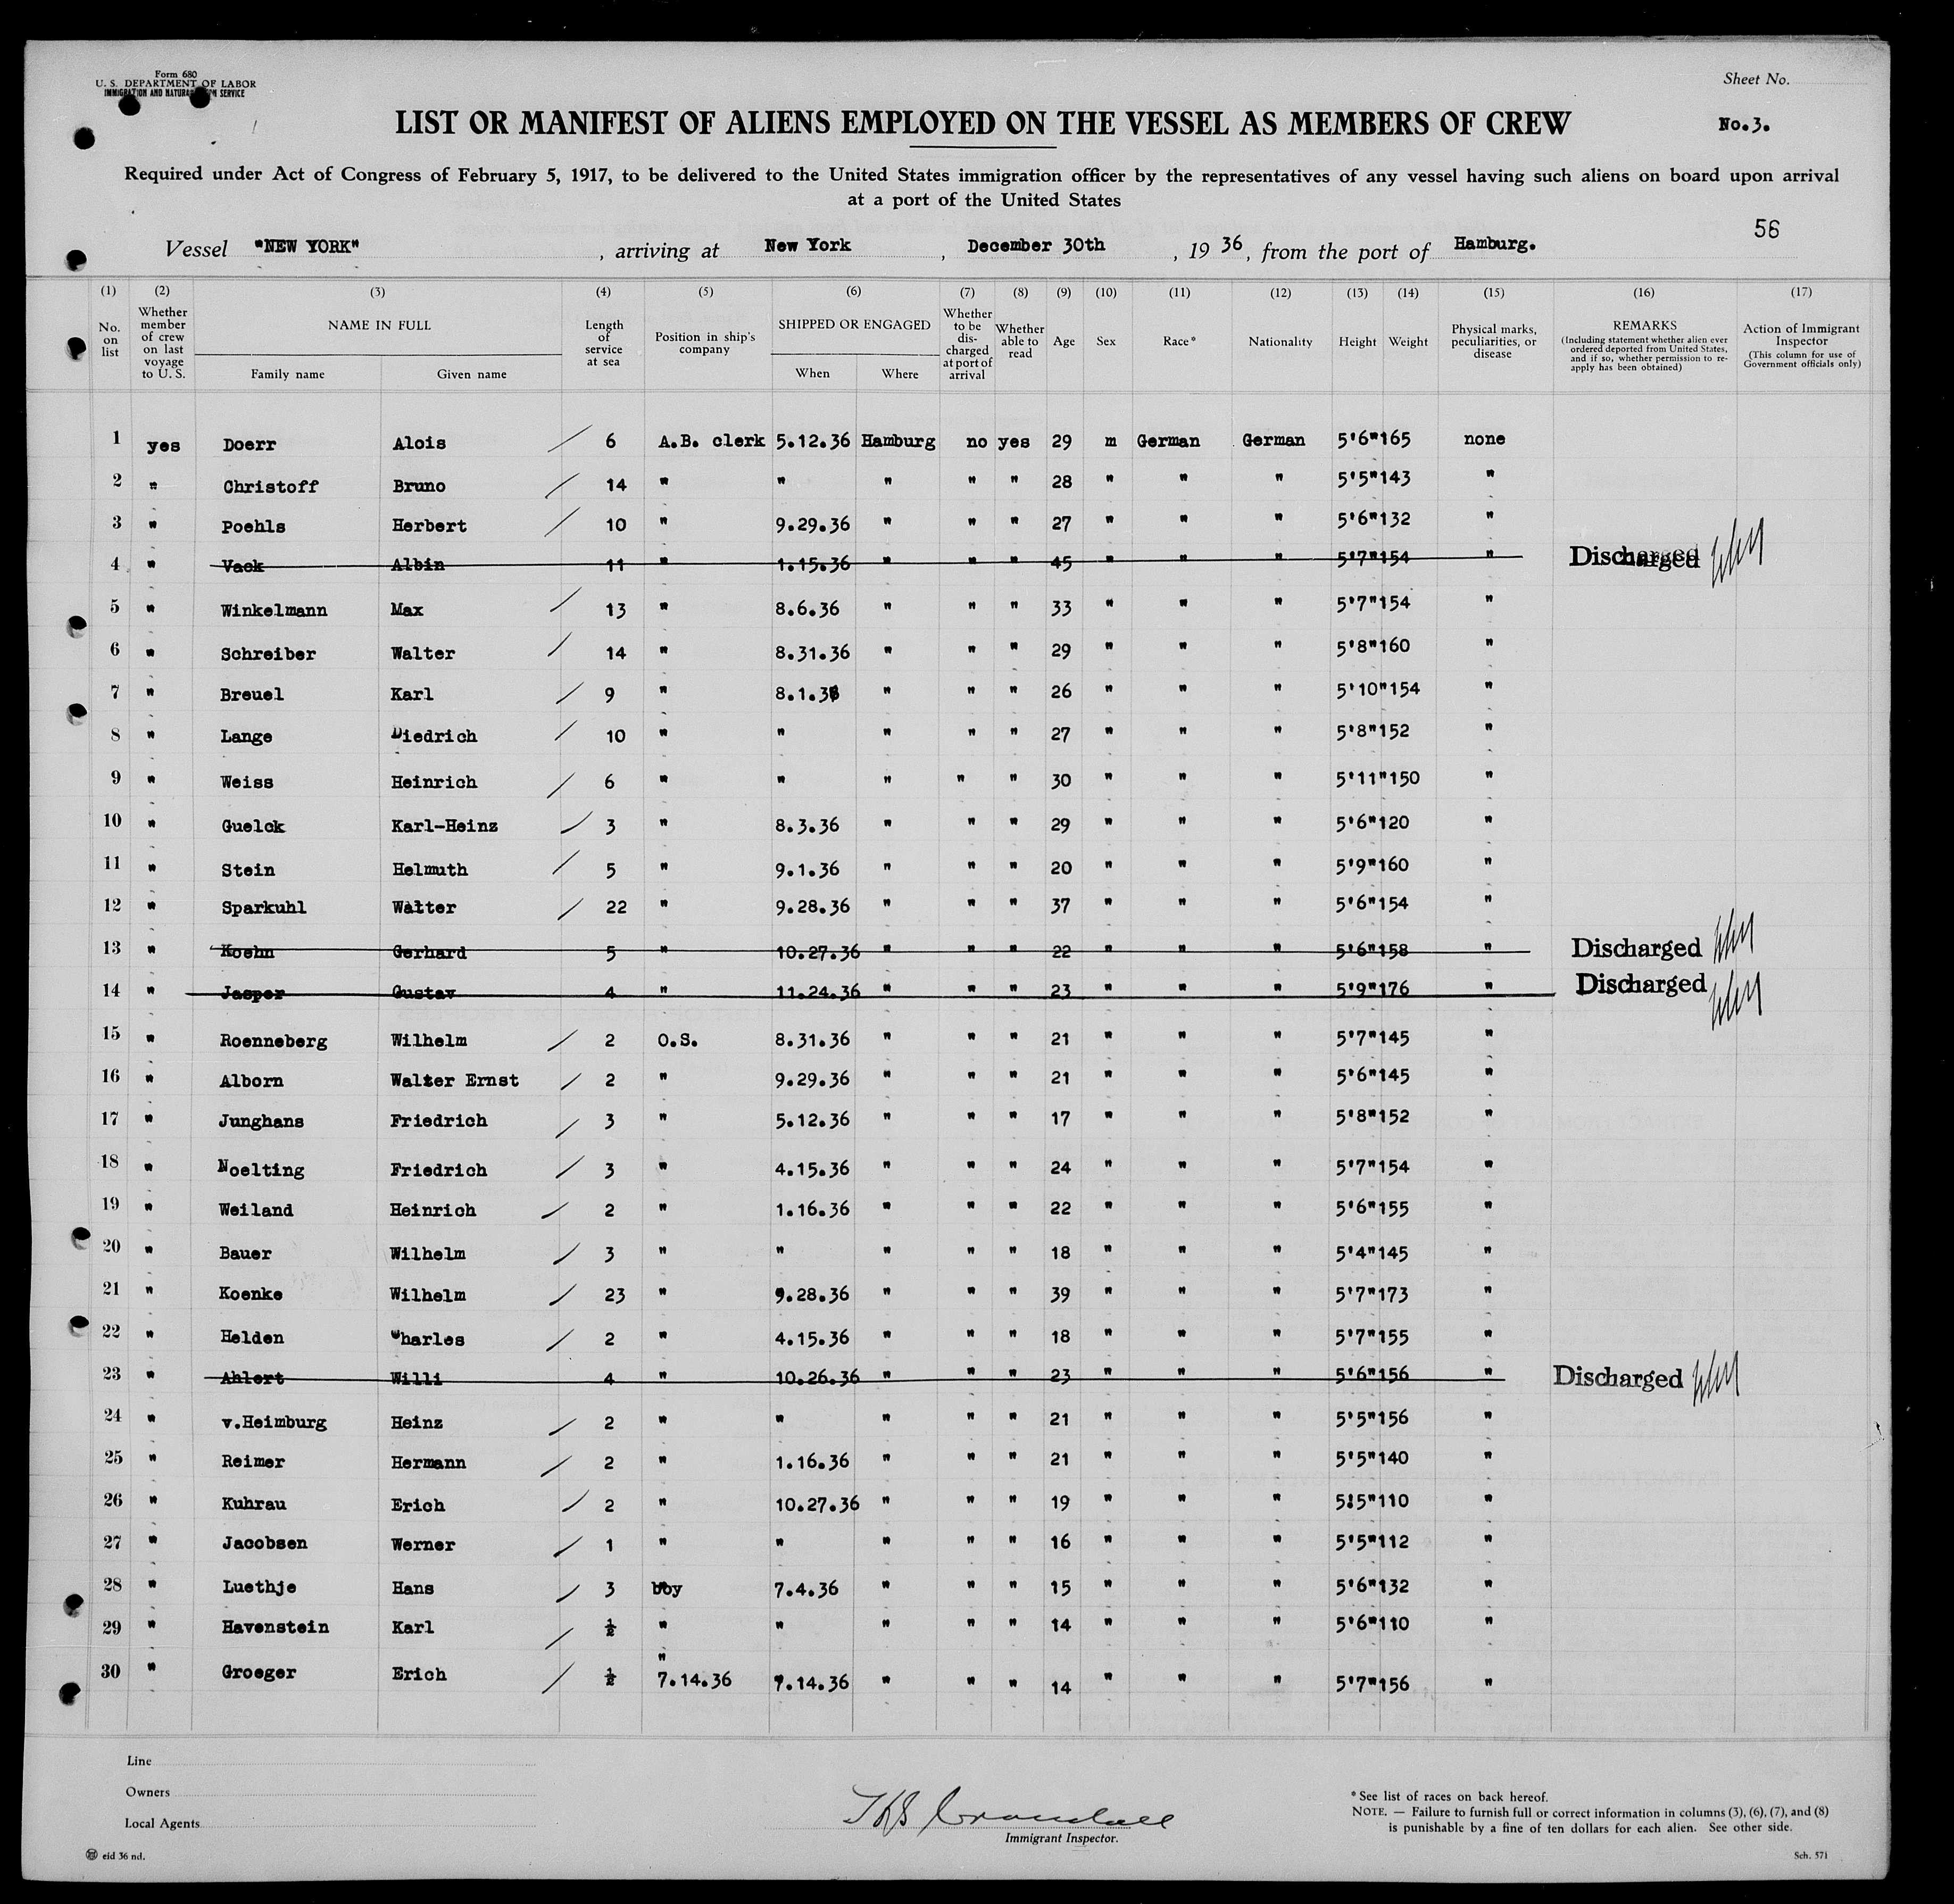 Form 680
U. S. DEPARTMENT OF LABOR
IMMIGRATION AND NATURALIZATION SERVICE
Sheet No.
LIST OR MANIFEST OF ALIENS EMPLOYED ON THE VESSEL AS MEMBERS OF CREW
No.3.
Required under Act of Congress of February 5, 1917, to be delivered to the United States immigration officer by the representatives of any vessel having such aliens on board upon arrival
at a port of the United States
56
Vessel "NEW YORK" , arriving at New York , December 30th , 19 36 , from the port of Hamburg.
(1) (2) (3) (4) (5) (6) (7) (8) (9) (10) (11) (12) (13) (14) (15) (16) (17)
No. on list Whether member of crew on last voyage to U. S. NAME IN FULL Family name Given name Length of service at sea Position in ship's company SHIPPED OR ENGAGED When Where Whether to be discharged at port of arrival Whether able to read Age Sex Race* Nationality Height Weight Physical marks, peculiarities, or disease REMARKS (Including statement whether alien ever ordered deported from United States, and if so, whether permission to reapply has been obtained) Action of Immigrant Inspector (This column for use of Government officials only)
1 yes Doerr Alois / 6 A.B. clerk 5.12.36 Hamburg no yes 29 m German German 5'6" 165 none
2 " Christoff Bruno / 14 " " " " " 28 " " " 5'5" 143 "
3 " Poehls Herbert / 10 " 9.29.36 " " " 27 " " " 5'6" 132 "
4 " Vack Albin 11 " 1.15.36 " " " 45 " " " 5'7" 154 " Discharged
5 " Winkelmann Max / 13 " 8.6.36 " " " 33 " " " 5'7" 154 "
6 " Schreiber Walter / 14 " 8.31.36 " " " 29 " " " 5'8" 160 "
7 " Breuel Karl / 9 " 8.1.36 " " " 26 " " " 5'10" 154 "
8 " Lange Diedrich / 10 " " " " " 27 " " " 5'8" 152 "
9 " Weiss Heinrich / 6 " " " " " 30 " " " 5'11" 150 "
10 " Guelck Karl-Heinz / 3 " 8.3.36 " " " 29 " " " 5'6" 120 "
11 " Stein Helmuth / 5 " 9.1.36 " " " 20 " " " 5'9" 160 "
12 " Sparkuhl Walter / 22 " 9.28.36 " " " 37 " " " 5'6" 154 "
13 " Koehn Gerhard 5 " 10.27.36 " " " 22 " " " 5'6" 158 " Discharged
14 " Jasper Gustav 4 " 11.24.36 " " " 23 " " " 5'9" 176 " Discharged
15 " Roenneberg Wilhelm / 2 O.S. 8.31.36 " " " 21 " " " 5'7" 145 "
16 " Alborn Walter Ernst / 2 " 9.29.36 " " " 21 " " " 5'6" 145 "
17 " Junghans Friedrich / 3 " 5.12.36 " " " 17 " " " 5'8" 152 "
18 " Noelting Friedrich / 3 " 4.15.36 " " " 24 " " " 5'7" 154 "
19 " Weiland Heinrich / 2 " 1.16.36 " " " 22 " " " 5'6" 155 "
20 " Bauer Wilhelm / 3 " " " " " 18 " " " 5'4" 145 "
21 " Koenke Wilhelm / 23 " 9.28.36 " " " 39 " " " 5'7" 173 "
22 " Helden Charles / 2 " 4.15.36 " " " 18 " " " 5'7" 155 "
23 " Ahlert Willi 4 " 10.26.36 " " " 23 " " " 5'6" 156 " Discharged
24 " v.Heimburg Heinz / 2 " " " " " 21 " " " 5'5" 156 "
25 " Reimer Hermann / 2 " 1.16.36 " " " 21 " " " 5'5" 140 "
26 " Kuhrau Erich / 2 " 10.27.36 " " " 19 " " " 5!5" 110 "
27 " Jacobsen Werner / 1 " " " " " 16 " " " 5'5" 112 "
28 " Luethje Hans / 3 boy 7.4.36 " " " 15 " " " 5'6" 132 "
29 " Havenstein Karl / ½ " " " " " 14 " " " 5'6" 110 "
30 " Groeger Erich / ½ " 7.14.36 7.14.36 " " " 14 " " " 5'7" 156 "
Line
Owners
Local Agents
Immigrant Inspector.
* See list of races on back hereof.
NOTE. — Failure to furnish full or correct information in columns (3), (6), (7), and (8)
is punishable by a fine of ten dollars for each alien. See other side.
eid 36 nd.
Sch. 571